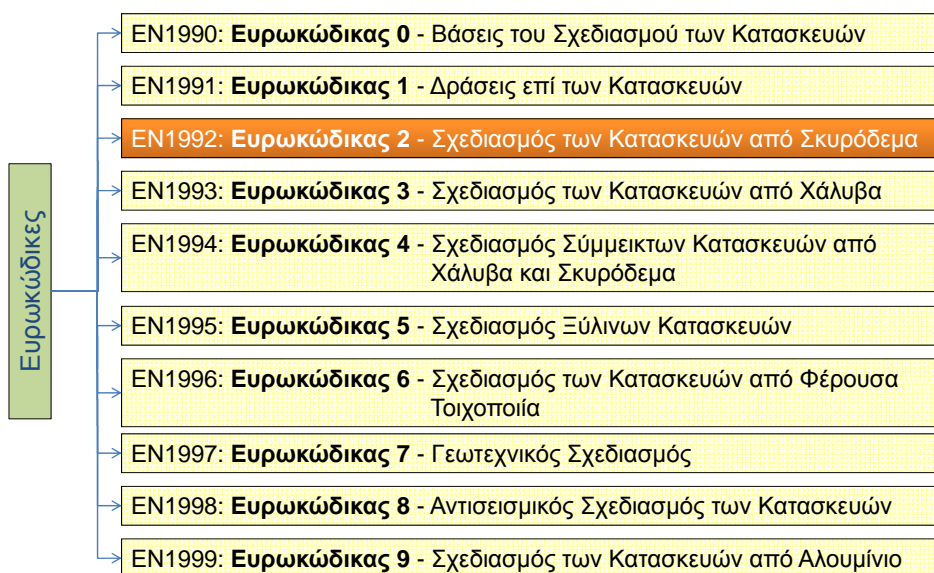 Ευρωκώδικες
EN1990: Ευρωκώδικας 0 - Βάσεις του Σχεδιασμού των Κατασκευών
EN1991: Ευρωκώδικας 1 - Δράσεις επί των Κατασκευών
EN1992: Ευρωκώδικας 2 - Σχεδιασμός των Κατασκευών από Σκυρόδεμα
EN1993: Ευρωκώδικας 3 - Σχεδιασμός των Κατασκευών από Χάλυβα
EN1994: Ευρωκώδικας 4 - Σχεδιασμός Σύμμεικτων Κατασκευών από
Χάλυβα και Σκυρόδεμα
EN1995: Ευρωκώδικας 5 - Σχεδιασμός Ξύλινων Κατασκευών
EN1996: Ευρωκώδικας 6 - Σχεδιασμός των Κατασκευών από Φέρουσα
Τοιχοποιία
EN1997: Ευρωκώδικας 7 - Γεωτεχνικός Σχεδιασμός
EN1998: Ευρωκώδικας 8 - Αντισεισμικός Σχεδιασμός των Κατασκευών
EN1999: Ευρωκώδικας 9 - Σχεδιασμός των Κατασκευών από Αλουμίνιο